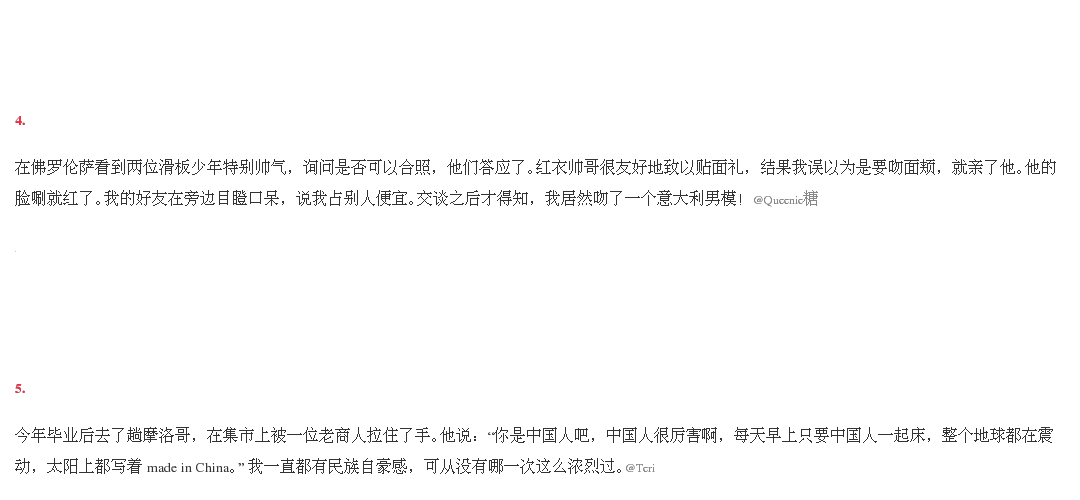 4.
在佛罗伦萨看到两位滑板少年特别帅气，询问是否可以合照，他们答应了。红衣帅哥很友好地致以贴面礼，结果我误以为是要吻面颊，就亲了他。他的
脸唰就红了。我的好友在旁边目瞪口呆，说我占别人便宜。交谈之后才得知，我居然吻了一个意大利男模！@Queenie糖
5.
今年毕业后去了趟摩洛哥，在集市上被一位老商人拉住了手。他说：“你是中国人吧，中国人很厉害啊，每天早上只要中国人一起床，整个地球都在震
动，太阳上都写着 made in China。” 我一直都有民族自豪感，可从没有哪一次这么浓烈过。@Teri